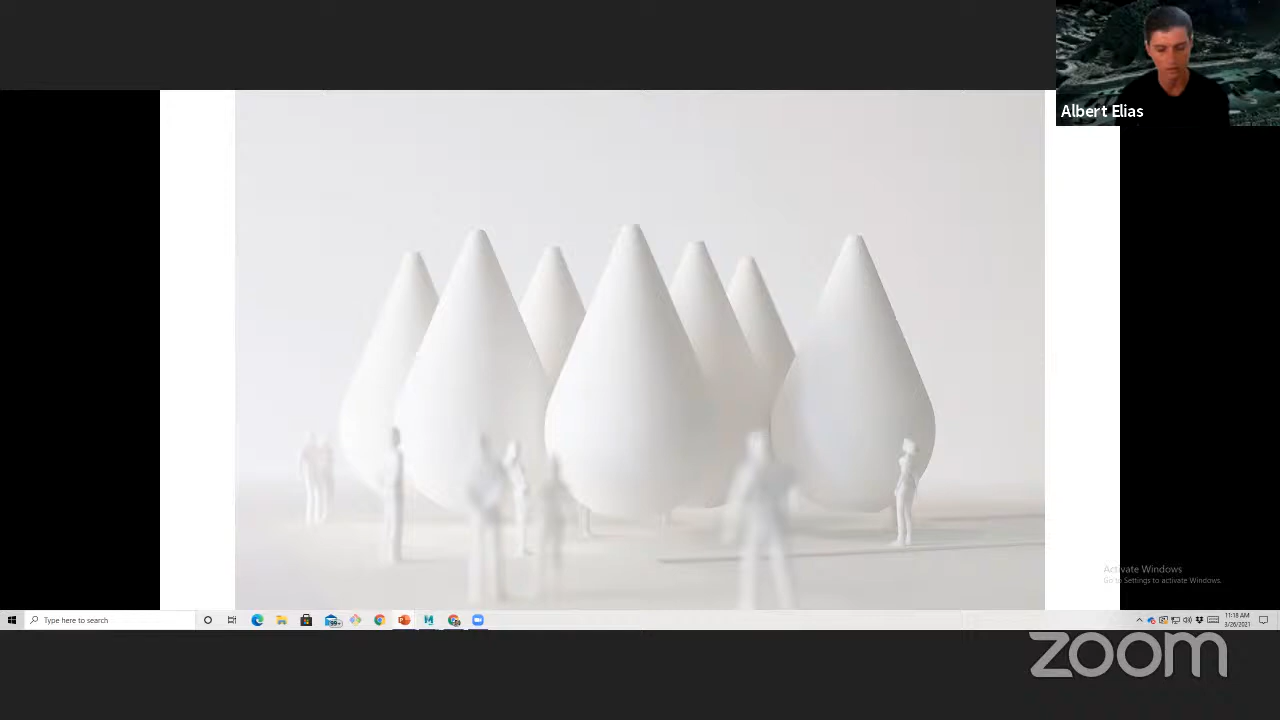 Albert Elias
Activate Windows
Go to Settings to activate Windows.
Type here to search
11:18 AM
3/26/2021
zoom